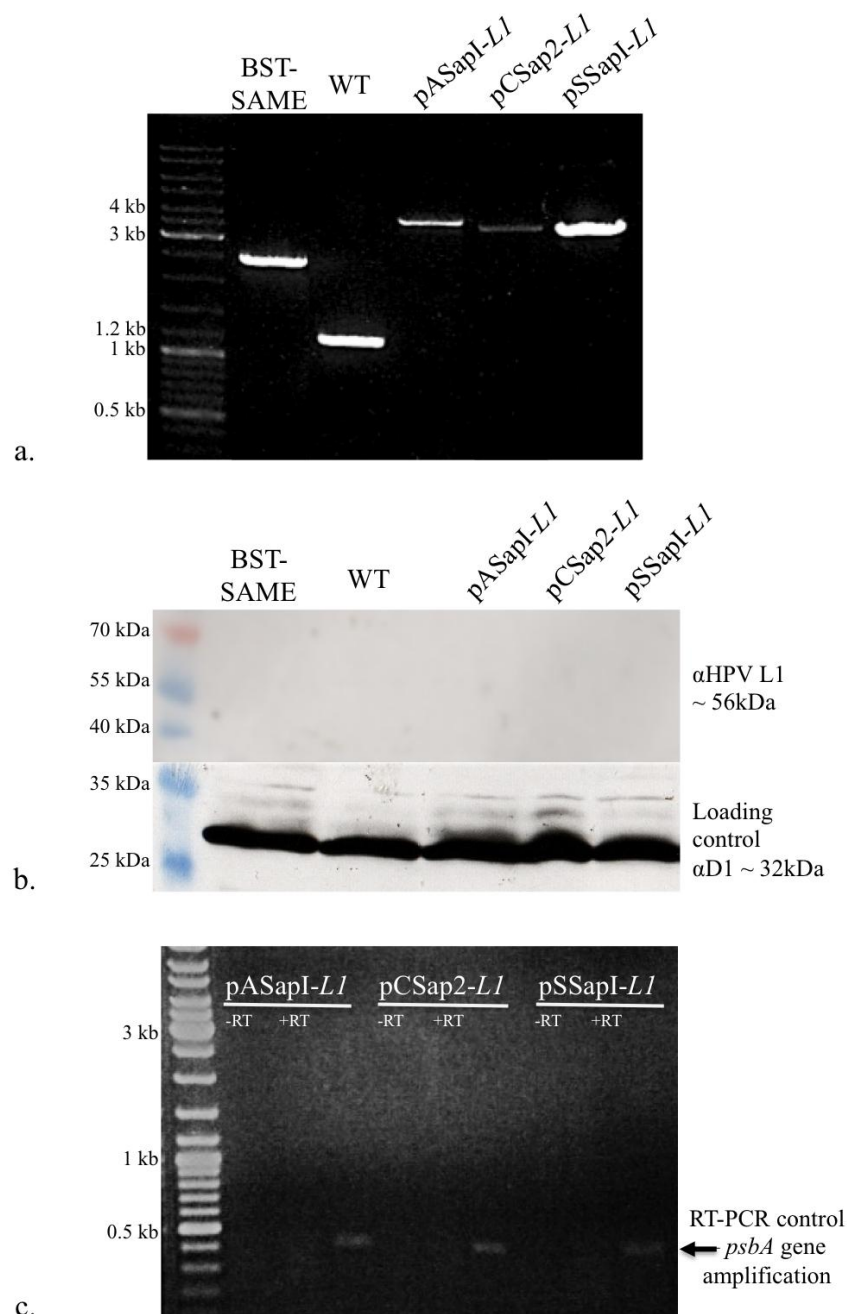 BST-
SAME
WT
pASapI-L1
pCSap2-L1
pSSapI-L1
4 kb
3 kb
1.2 kb
1 kb
0.5 kb
a.
BST-
SAME
WT
pASapI-L1
pCSap2-L1
pSSapI-L1
70 kDa
55 kDa
40 kDa
αHPV L1
~ 56kDa
35 kDa
25 kDa
Loading
control
αD1 ~ 32kDa
b.
pASapI-L1
pCSap2-L1
pSSapI-L1
-RT +RT
-RT +RT
-RT +RT
3 kb
1 kb
0.5 kb
RT-PCR control
psbA gene
amplification
c.